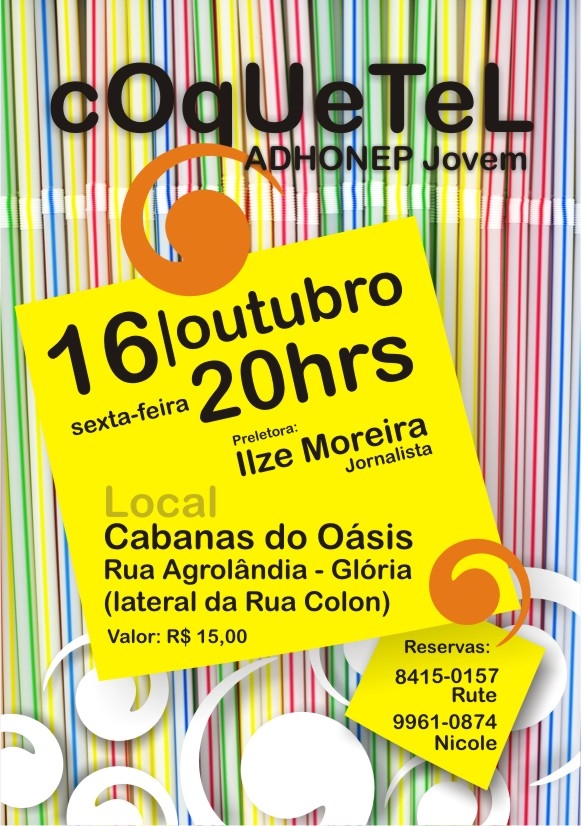 cOqUeTeL
ADHONEP Jovem
16|outubro
sexta-feira 20hrs
Preletora:
Ilze Moreira
Jornalista
Local
Cabanas do Oásis
Rua Agrolândia - Glória
(lateral da Rua Colon)
Valor: R$ 15,00
Reservas:
8415-0157
Rute
9961-0874
Nicole